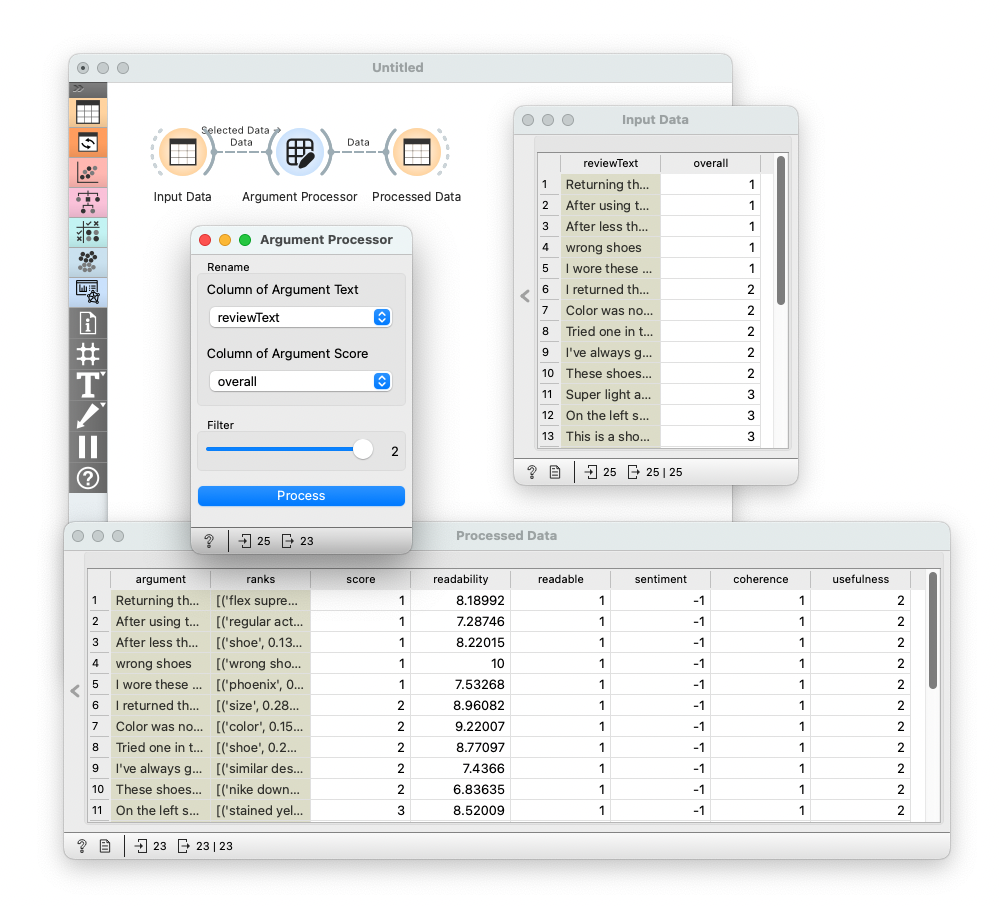 Untitled
Selected Data →
Data
Data
Input Data
Argument Processor
Processed Data
Input Data
reviewText overall
1 Returning th... 1
2 After using t... 1
3 After less th... 1
4 wrong shoes 1
5 I wore these ... 1
6 I returned th... 2
7 Color was no... 2
8 Tried one in t... 2
9 I've always g... 2
10 These shoes... 2
11 Super light a... 3
12 On the left s... 3
13 This is a sho... 3
? 25 25 | 25
Argument Processor
Rename
Column of Argument Text
reviewText
Column of Argument Score
overall
Filter
2
Process
? 25 23
Processed Data
argument ranks score readability readable sentiment coherence usefulness
1 Returning th... [('flex supre... 1 8.18992 1 -1 1 2
2 After using t... [('regular act... 1 7.28746 1 -1 1 2
3 After less th... [('shoe', 0.13... 1 8.22015 1 -1 1 2
4 wrong shoes [('wrong sho... 1 10 1 -1 1 2
5 I wore these ... [('phoenix', 0... 1 7.53268 1 -1 1 2
6 I returned th... [('size', 0.28... 2 8.96082 1 -1 1 2
7 Color was no... [('color', 0.15... 2 9.22007 1 -1 1 2
8 Tried one in t... [('shoe', 0.2... 2 8.77097 1 -1 1 2
9 I've always g... [('similar des... 2 7.4366 1 -1 1 2
10 These shoes... [('nike down... 2 6.83635 1 -1 1 2
11 On the left s... [('stained yel... 3 8.52009 1 -1 1 2
? 23 23 | 23